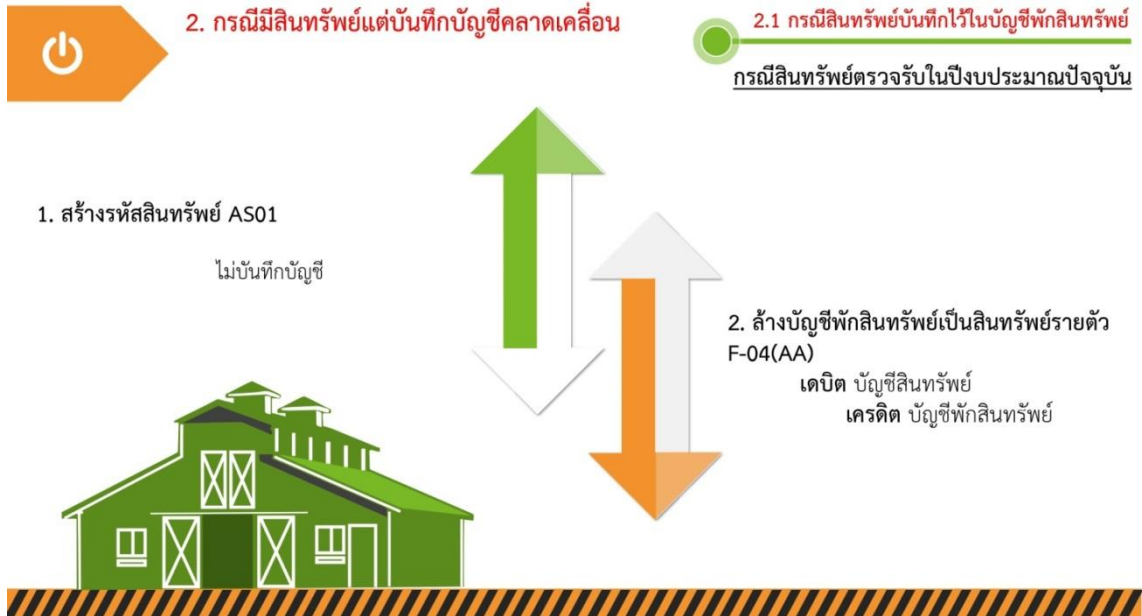 2. กรณีมีสินทรัพย์แต่บันทึกบัญชีคลาดเคลื่อน
2.1 กรณีสินทรัพย์บันทึกไว้ในบัญชีพักสินทรัพย์
กรณีสินทรัพย์ตรวจรับในปีงบประมาณปัจจุบัน
1. สร้างรหัสสินทรัพย์ AS01
ไม่บันทึกบัญชี
2. ล้างบัญชีพักสินทรัพย์เป็นสินทรัพย์รายตัว
F-04(AA)
เดบิต บัญชีสินทรัพย์
เครดิต บัญชีพักสินทรัพย์